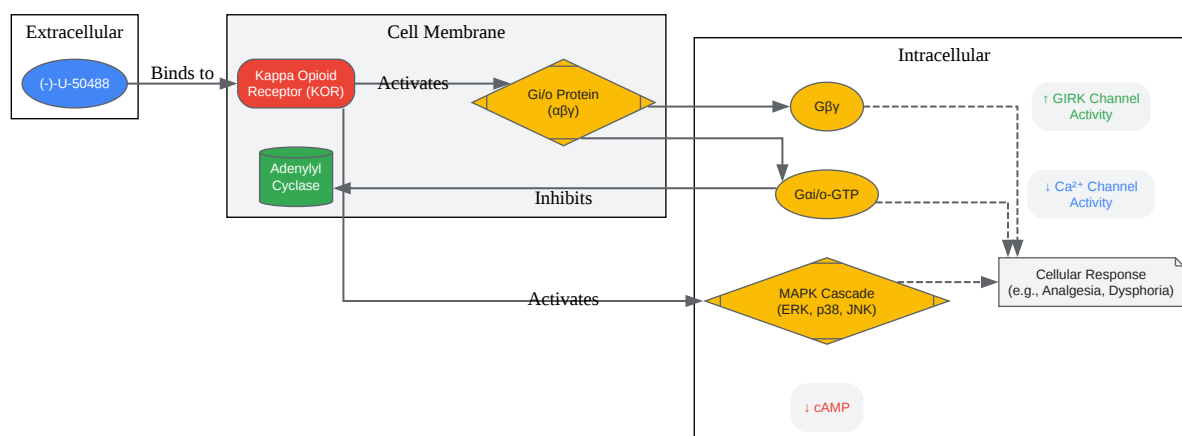 Extracellular
(-)-U-50488
Binds to
Cell Membrane
Kappa Opioid
Receptor (KOR)
Activates
Gi/o Protein
(αβγ)
Adenylyl
Cyclase
Inhibits
Activates
Intracellular
Gβγ
↑ GIRK Channel
Activity
Gαi/o-GTP
↓ Ca²⁺ Channel
Activity
MAPK Cascade
(ERK, p38, JNK)
Cellular Response
(e.g., Analgesia, Dysphoria)
↓ cAMP